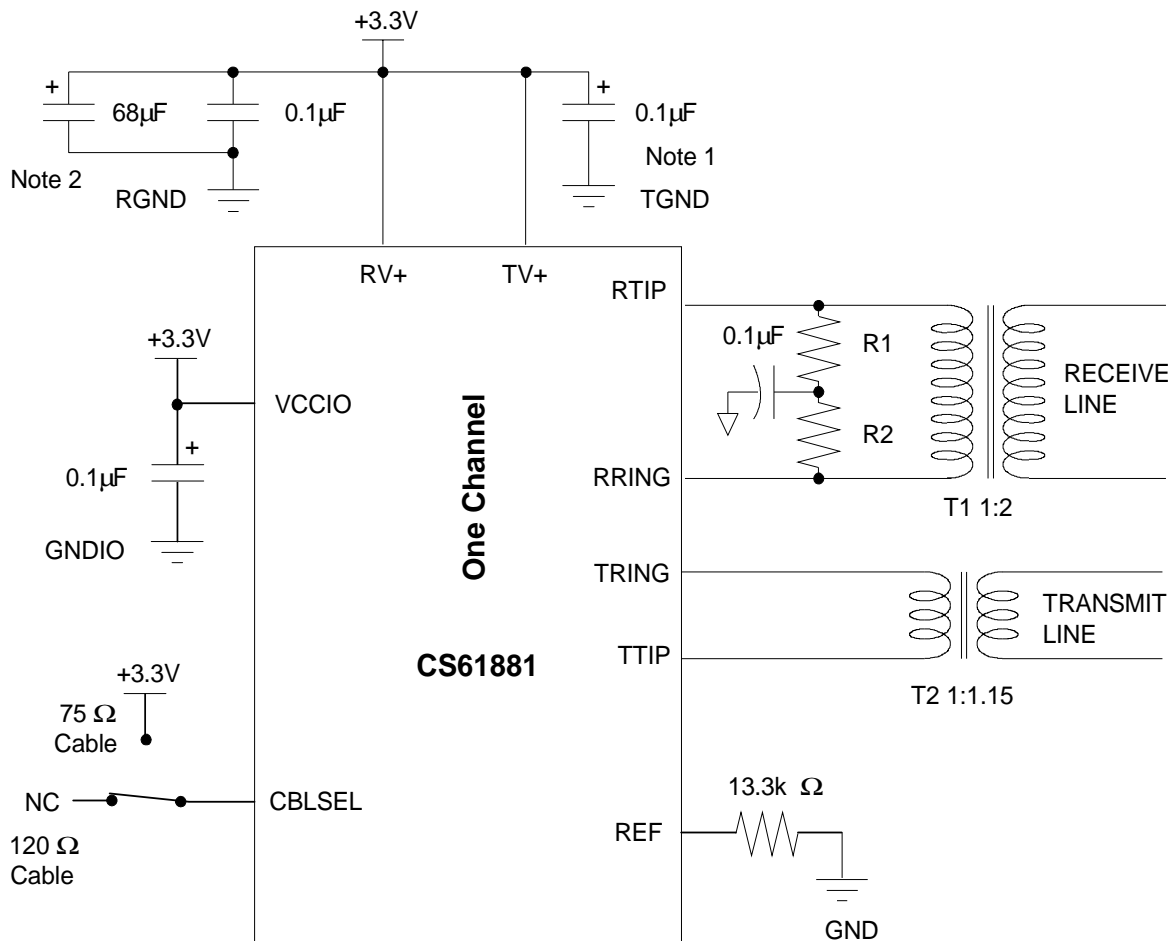 +3.3V
+
68µF
0.1µF
+
0.1µF
Note 1
Note 2
RGND
TGND
RV+
TV+
RTIP
+3.3V
0.1µF
R1
RECEIVE
LINE
VCCIO
R2
+
0.1µF
RRING
T1 1:2
GNDIO
One Channel
TRING
TRANSMIT
LINE
TTIP
CS61881
+3.3V
T2 1:1.15
75 Ω
Cable
NC
CBLSEL
13.3k Ω
REF
120 Ω
Cable
GND